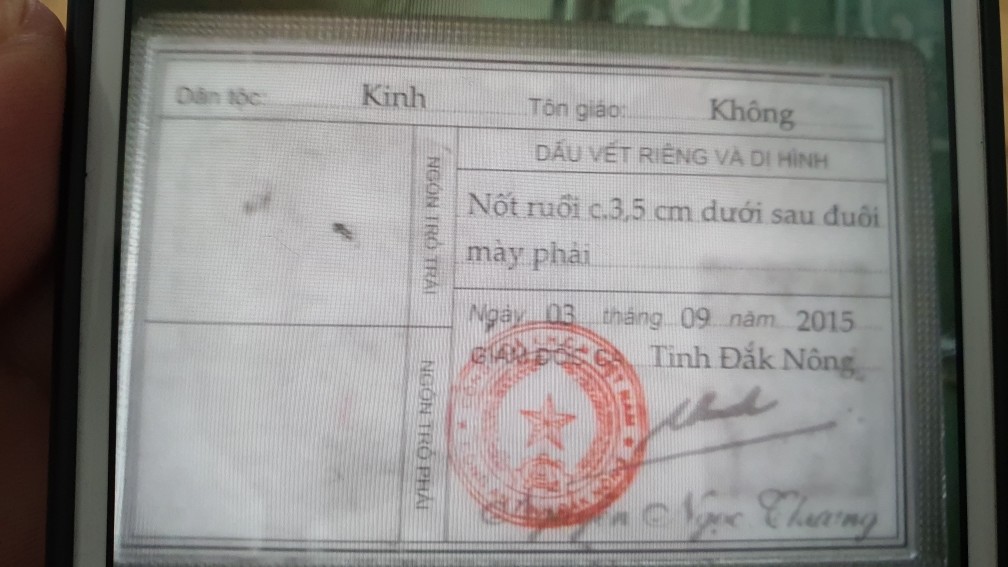 Dân tộc: Kinh Tôn giáo: Không
NGÓN TRỎ TRÁI
DẤU VẾT RIÊNG VÀ DỊ HÌNH
Nốt ruồi c.3,5 cm dưới sau đuôi
mày phải
Ngày 03 tháng 09 năm 2015
GIÁM ĐỐC CA Tỉnh Đắk Nông
NGÓN TRỎ PHẢI
Ngọc Chương